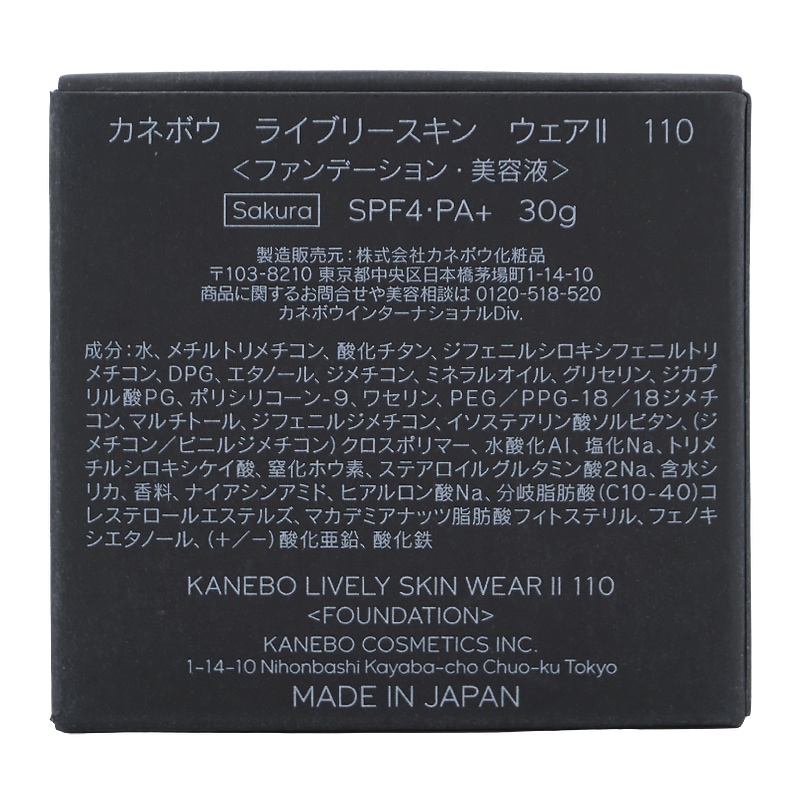 カネボウ ライブリースキン ウェアII 110
<ファンデーション・美容液>
Sakura SPF4・PA+ 30g
製造販売元：株式会社カネボウ化粧品
〒103-8210 東京都中央区日本橋茅場町1-14-10
商品に関するお問合せや美容相談は 0120-518-520
カネボウインターナショナルDiv.
成分：水、メチルトリメチコン、酸化チタン、ジフェニルシロキシフェニルトリ
メチコン、DPG、エタノール、ジメチコン、ミネラルオイル、グリセリン、ジカプ
リル酸PG、ポリシリコーン-9、ワセリン、PEG／PPG-18／18ジメチ
コン、マルチトール、ジフェニルジメチコン、イソステアリン酸ソルビタン、(ジ
メチコン／ビニルジメチコン)クロスポリマー、水酸化Al、塩化Na、トリメ
チルシロキシケイ酸、窒化ホウ素、ステアロイルグルタミン酸2Na、含水シ
リカ、香料、ナイアシンアミド、ヒアルロン酸Na、分岐脂肪酸(C10-40)コ
レステロールエステルズ、マカデミアナッツ脂肪酸フィトステリル、フェノキ
シエタノール、(+/-)酸化亜鉛、酸化鉄
KANEBO LIVELY SKIN WEAR II 110
<FOUNDATION>
KANEBO COSMETICS INC.
1-14-10 Nihonbashi Kayaba-cho Chuo-ku Tokyo
MADE IN JAPAN